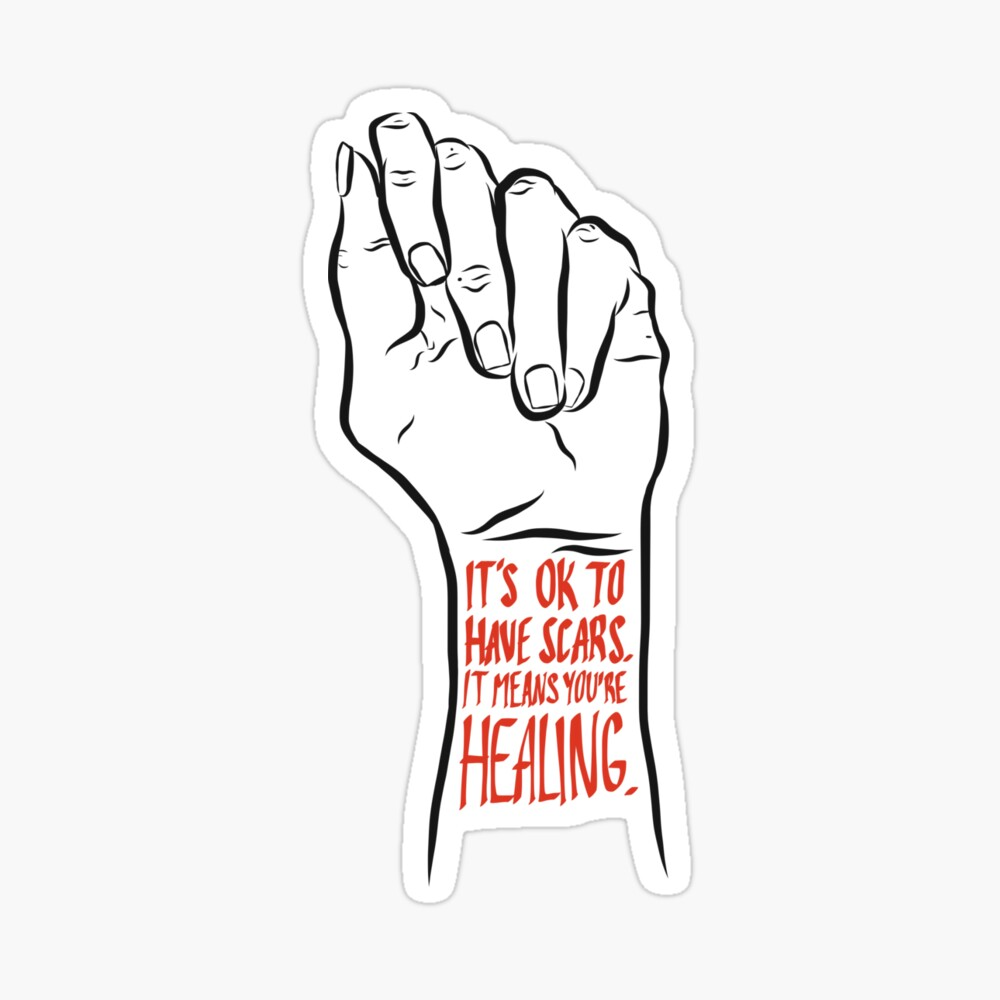 IT'S OK TO
HAVE SCARS.
IT MEANS YOU'RE
HEALING.